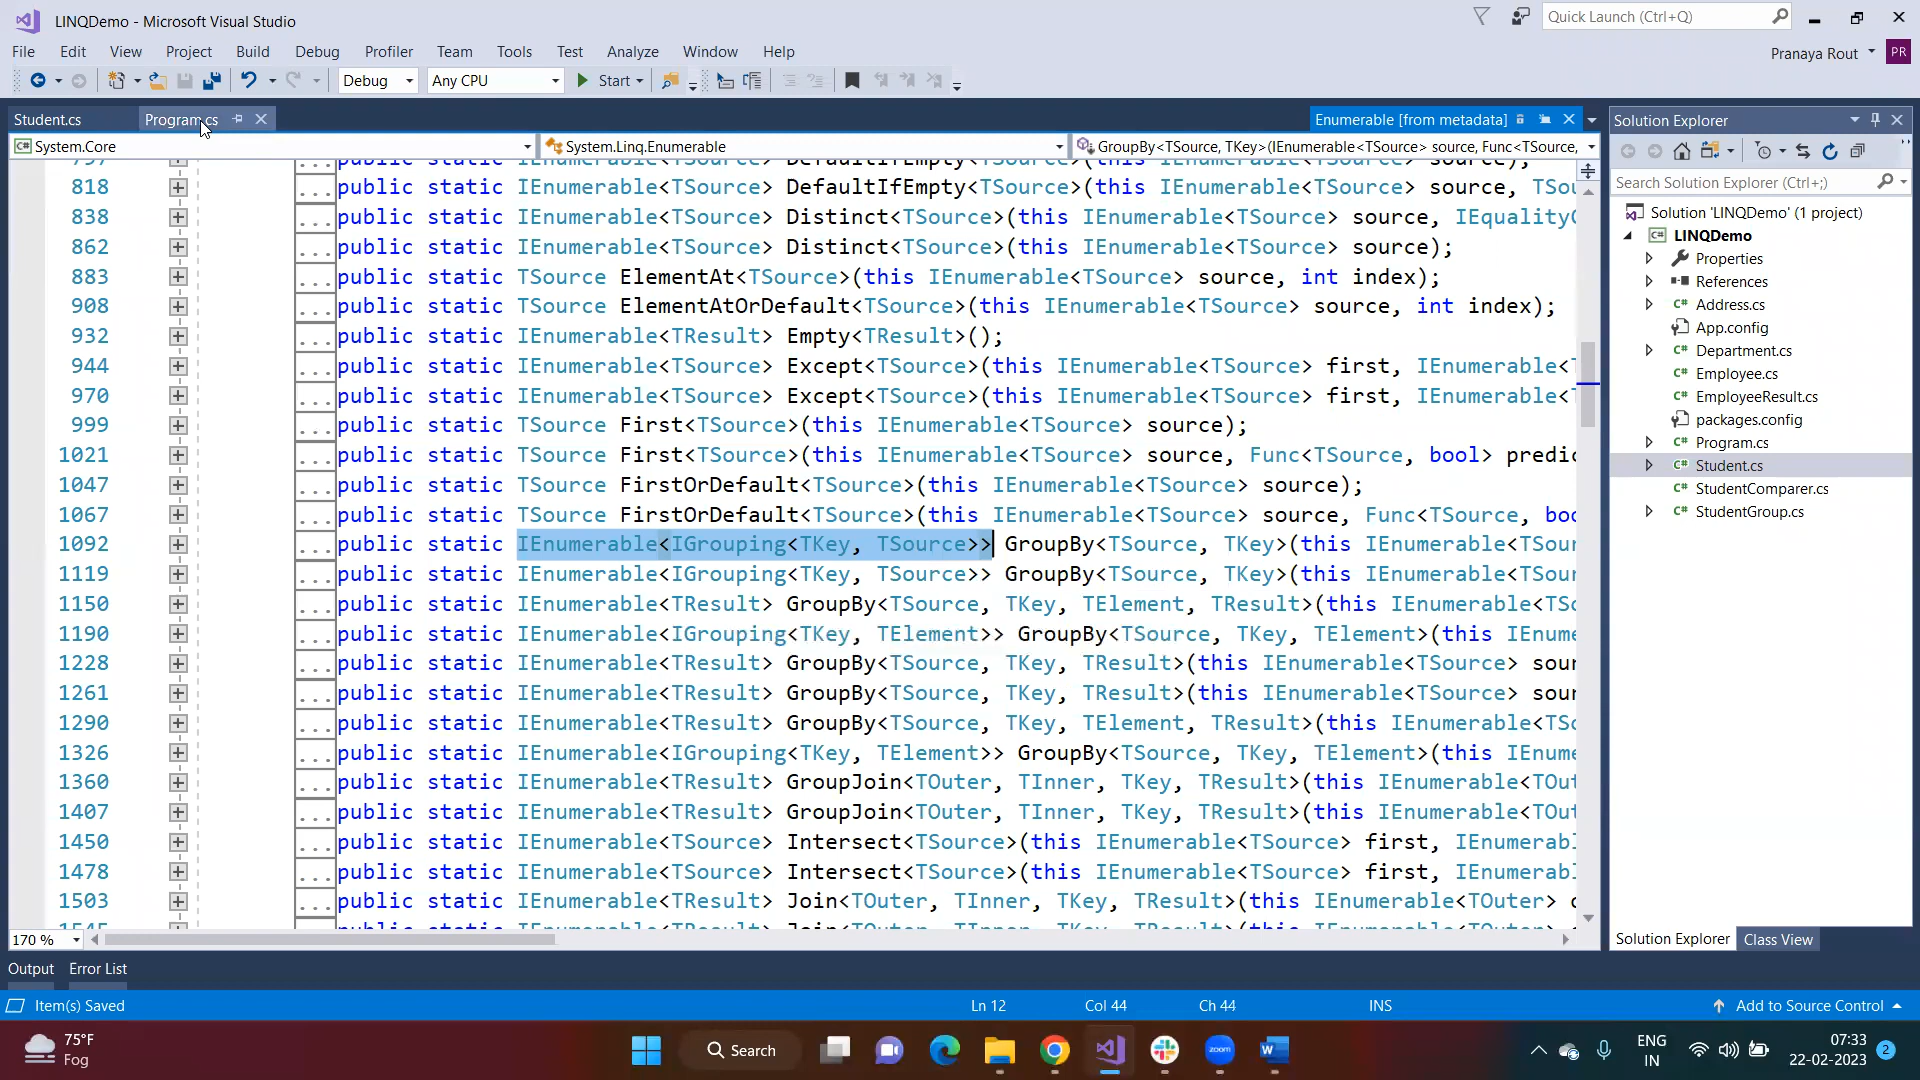 LINQDemo - Microsoft Visual Studio
Quick Launch (Ctrl+Q)
File Edit View Project Build Debug Profiler Team Tools Test Analyze Window Help
Pranaya Rout PR
Debug Any CPU Start
Student.cs Program.cs Enumerable [from metadata]
System.Core System.Linq.Enumerable GroupBy<TSource, TKey>(IEnumerable<TSource> source, Func<TSource,
818 ... public static IEnumerable<TSource> DefaultIfEmpty<TSource>(this IEnumerable<TSource> source, TSou
838 ... public static IEnumerable<TSource> Distinct<TSource>(this IEnumerable<TSource> source, IEqualityC
862 ... public static IEnumerable<TSource> Distinct<TSource>(this IEnumerable<TSource> source);
883 ... public static TSource ElementAt<TSource>(this IEnumerable<TSource> source, int index);
908 ... public static TSource ElementAtOrDefault<TSource>(this IEnumerable<TSource> source, int index);
932 ... public static IEnumerable<TResult> Empty<TResult>();
944 ... public static IEnumerable<TSource> Except<TSource>(this IEnumerable<TSource> first, IEnumerable<T
970 ... public static IEnumerable<TSource> Except<TSource>(this IEnumerable<TSource> first, IEnumerable<T
999 ... public static TSource First<TSource>(this IEnumerable<TSource> source);
1021 ... public static TSource First<TSource>(this IEnumerable<TSource> source, Func<TSource, bool> predic
1047 ... public static TSource FirstOrDefault<TSource>(this IEnumerable<TSource> source);
1067 ... public static TSource FirstOrDefault<TSource>(this IEnumerable<TSource> source, Func<TSource, boo
1092 ... public static IEnumerable<IGrouping<TKey, TSource>> GroupBy<TSource, TKey>(this IEnumerable<TSour
1119 ... public static IEnumerable<IGrouping<TKey, TSource>> GroupBy<TSource, TKey>(this IEnumerable<TSour
1150 ... public static IEnumerable<TResult> GroupBy<TSource, TKey, TElement, TResult>(this IEnumerable<TSo
1190 ... public static IEnumerable<IGrouping<TKey, TElement>> GroupBy<TSource, TKey, TElement>(this IEnume
1228 ... public static IEnumerable<TResult> GroupBy<TSource, TKey, TResult>(this IEnumerable<TSource> sour
1261 ... public static IEnumerable<TResult> GroupBy<TSource, TKey, TResult>(this IEnumerable<TSource> sour
1290 ... public static IEnumerable<TResult> GroupBy<TSource, TKey, TElement, TResult>(this IEnumerable<TSo
1326 ... public static IEnumerable<IGrouping<TKey, TElement>> GroupBy<TSource, TKey, TElement>(this IEnume
1360 ... public static IEnumerable<TResult> GroupJoin<TOuter, TInner, TKey, TResult>(this IEnumerable<TOut
1407 ... public static IEnumerable<TResult> GroupJoin<TOuter, TInner, TKey, TResult>(this IEnumerable<TOut
1450 ... public static IEnumerable<TSource> Intersect<TSource>(this IEnumerable<TSource> first, IEnumerabl
1478 ... public static IEnumerable<TSource> Intersect<TSource>(this IEnumerable<TSource> first, IEnumerabl
1503 ... public static IEnumerable<TResult> Join<TOuter, TInner, TKey, TResult>(this IEnumerable<TOuter> o
170 %
Solution Explorer
Search Solution Explorer (Ctrl+;)
Solution 'LINQDemo' (1 project)
LINQDemo
Properties
References
Address.cs
App.config
Department.cs
Employee.cs
EmployeeResult.cs
packages.config
Program.cs
Student.cs
StudentComparer.cs
StudentGroup.cs
Solution Explorer Class View
Output Error List
Item(s) Saved Ln 12 Col 44 Ch 44 INS Add to Source Control
75°F
Fog
Search
zoom
ENG
IN
07:33
22-02-2023
2